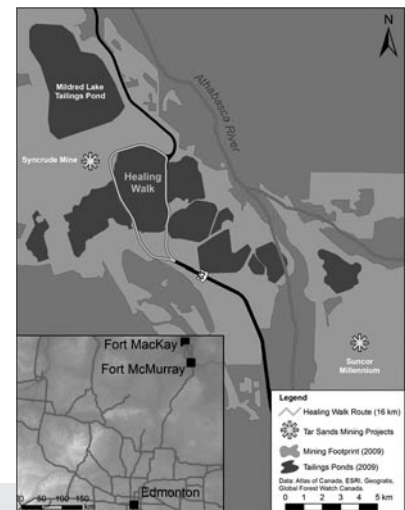 N
Mildred Lake
Tailings Pond
Athabasca River
Syncrude Mine
Healing
Walk
Suncor
Millennium
Fort MacKay
Fort McMurray
Edmonton
50 100 150
km
Legend
Healing Walk Route (16 km)
Tar Sands Mining Projects
Mining Footprint (2009)
Tailings Ponds (2009)
Data: Atlas of Canada, ESRI, Geogratis,
Global Forest Watch Canada.
0 1 2 3 4 5
km